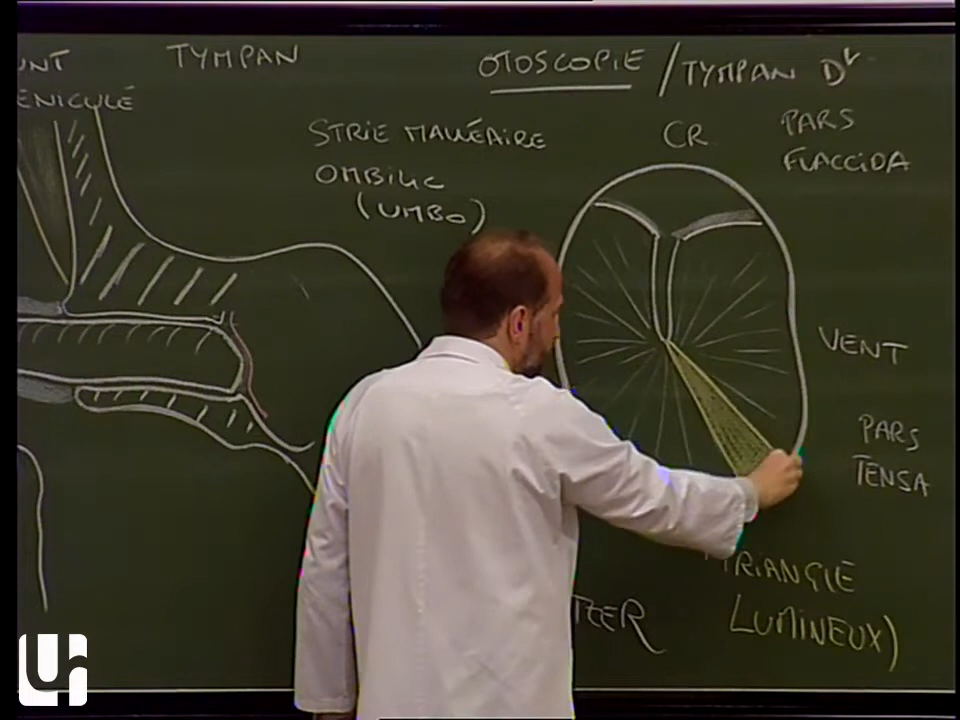 TYMPAN
OTOSCOPIE / TYMPAN Dt
STRIE MALLÉAIRE
OMBILIC
(UMBO)
CR
PARS
FLACCIDA
VENT
PARS
TENSA
TRIANGLE
LUMINEUX)